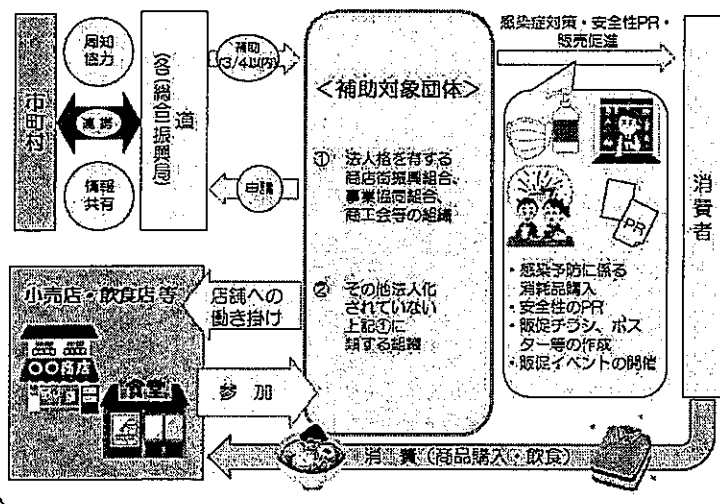 市町村
周知
協力
連携
情報
共有
道
(各(総合)振興局)
補助
(3/4以内)
申請
<補助対象団体>
① 法人格を有する
商店街振興組合、
事業協同組合、
商工会等の組織
② その他法人化
されていない
上記①に
類する組織
感染症対策・安全性PR・
販売促進
PR
・感染予防に係る
消耗品購入
・安全性のPR
・販促チラシ、ポス
ター等の作成
・販促イベントの開催
消費者
小売店・飲食店 等
〇〇商店
食堂
店舗への
働き掛け
参 加
消 費 (商品購入・飲食)